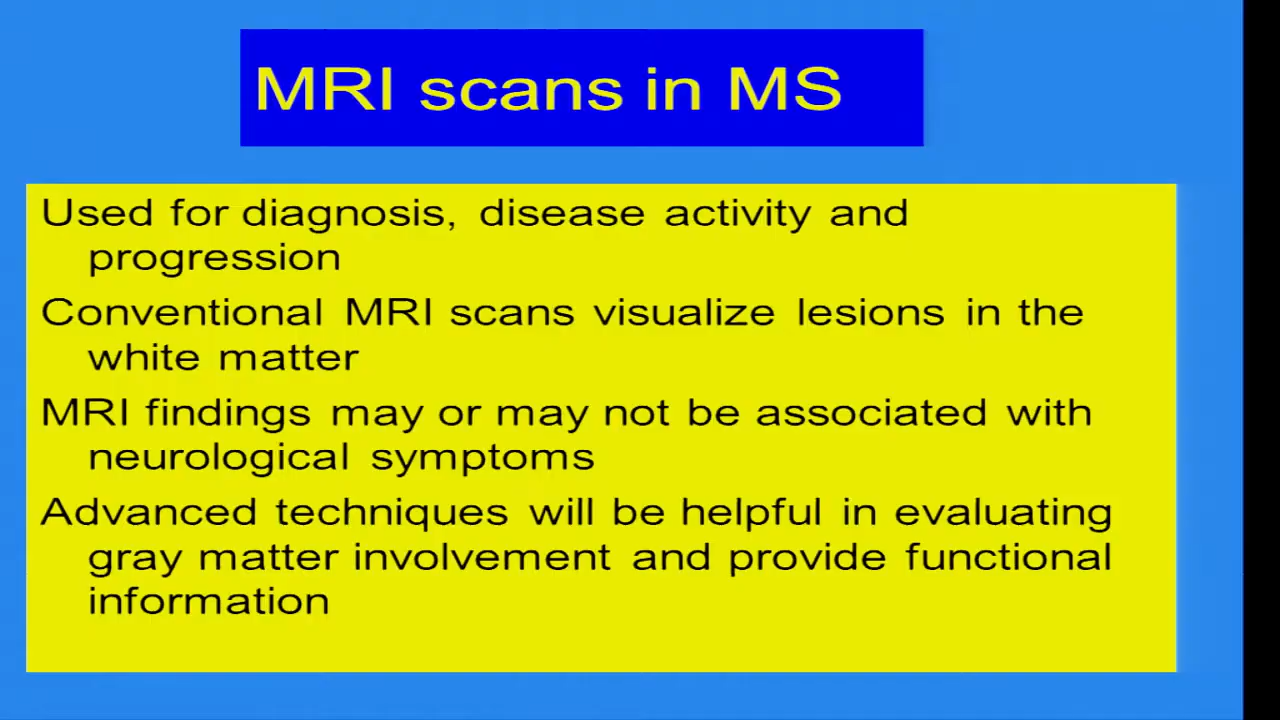 MRI scans in MS
Used for diagnosis, disease activity and
progression
Conventional MRI scans visualize lesions in the
white matter
MRI findings may or may not be associated with
neurological symptoms
Advanced techniques will be helpful in evaluating
gray matter involvement and provide functional
information